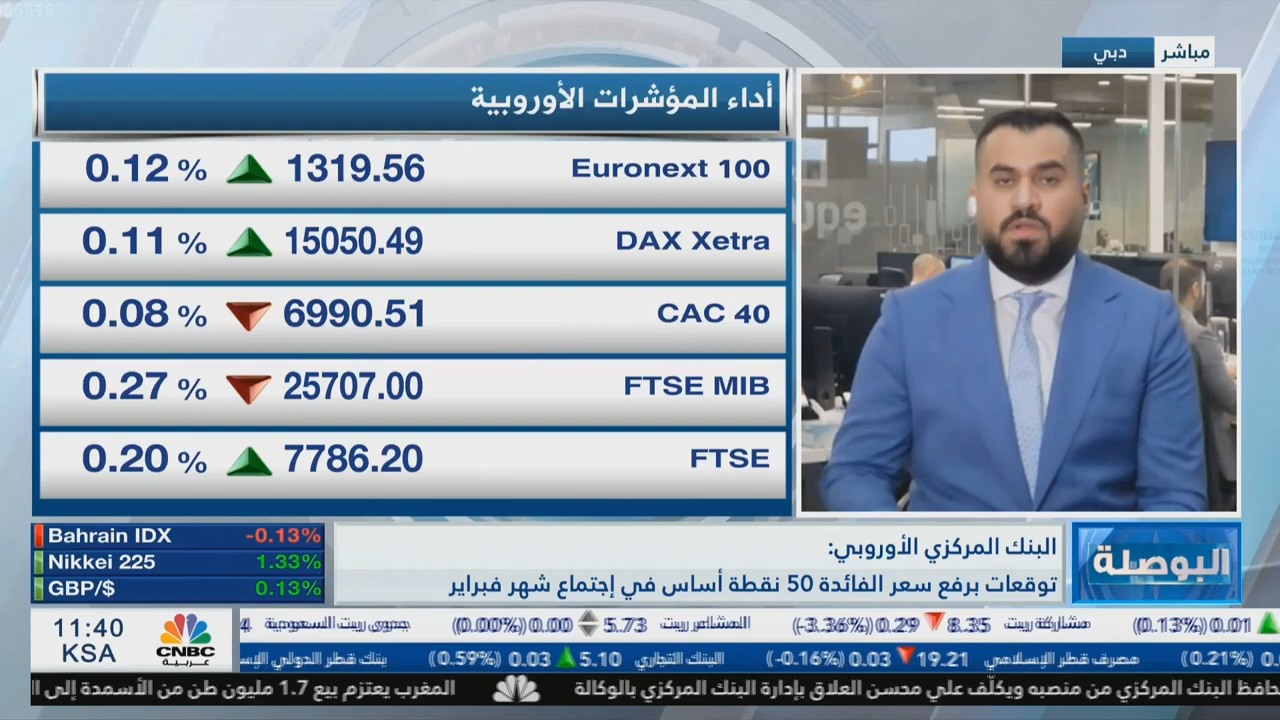 مباشر دبي
أداء المؤشرات الأوروبية
Euronext 100 1319.56 0.12 %
DAX Xetra 15050.49 0.11 %
CAC 40 6990.51 0.08 %
FTSE MIB 25707.00 0.27 %
FTSE 7786.20 0.20 %
equ
Bahrain IDX -0.13%
Nikkei 225 1.33%
GBP/$ 0.13%
البنك المركزي الأوروبي:
توقعات برفع سعر الفائدة 50 نقطة أساس في إجتماع شهر فبراير
البوصلة
11:40
KSA
CNBC
عربية
(0.13%) 0.01 مشاركة ريت 8.35 0.29 (-3.36%) المشاعر ريت 5.73 0.00 (0.00%) جدوى ريت السعودية
(0.21%) مصرف قطر الإسلامي 19.21 0.03 (-0.16%) البنك التجاري 5.10 0.03 (0.59%) بنك قطر الدولي
حافظ البنك المركزي من منصبه ويكلّف علي محسن العلاق بإدارة البنك المركزي بالوكالة المغرب يعتزم بيع 1.7 مليون طن من الأسمدة إلى